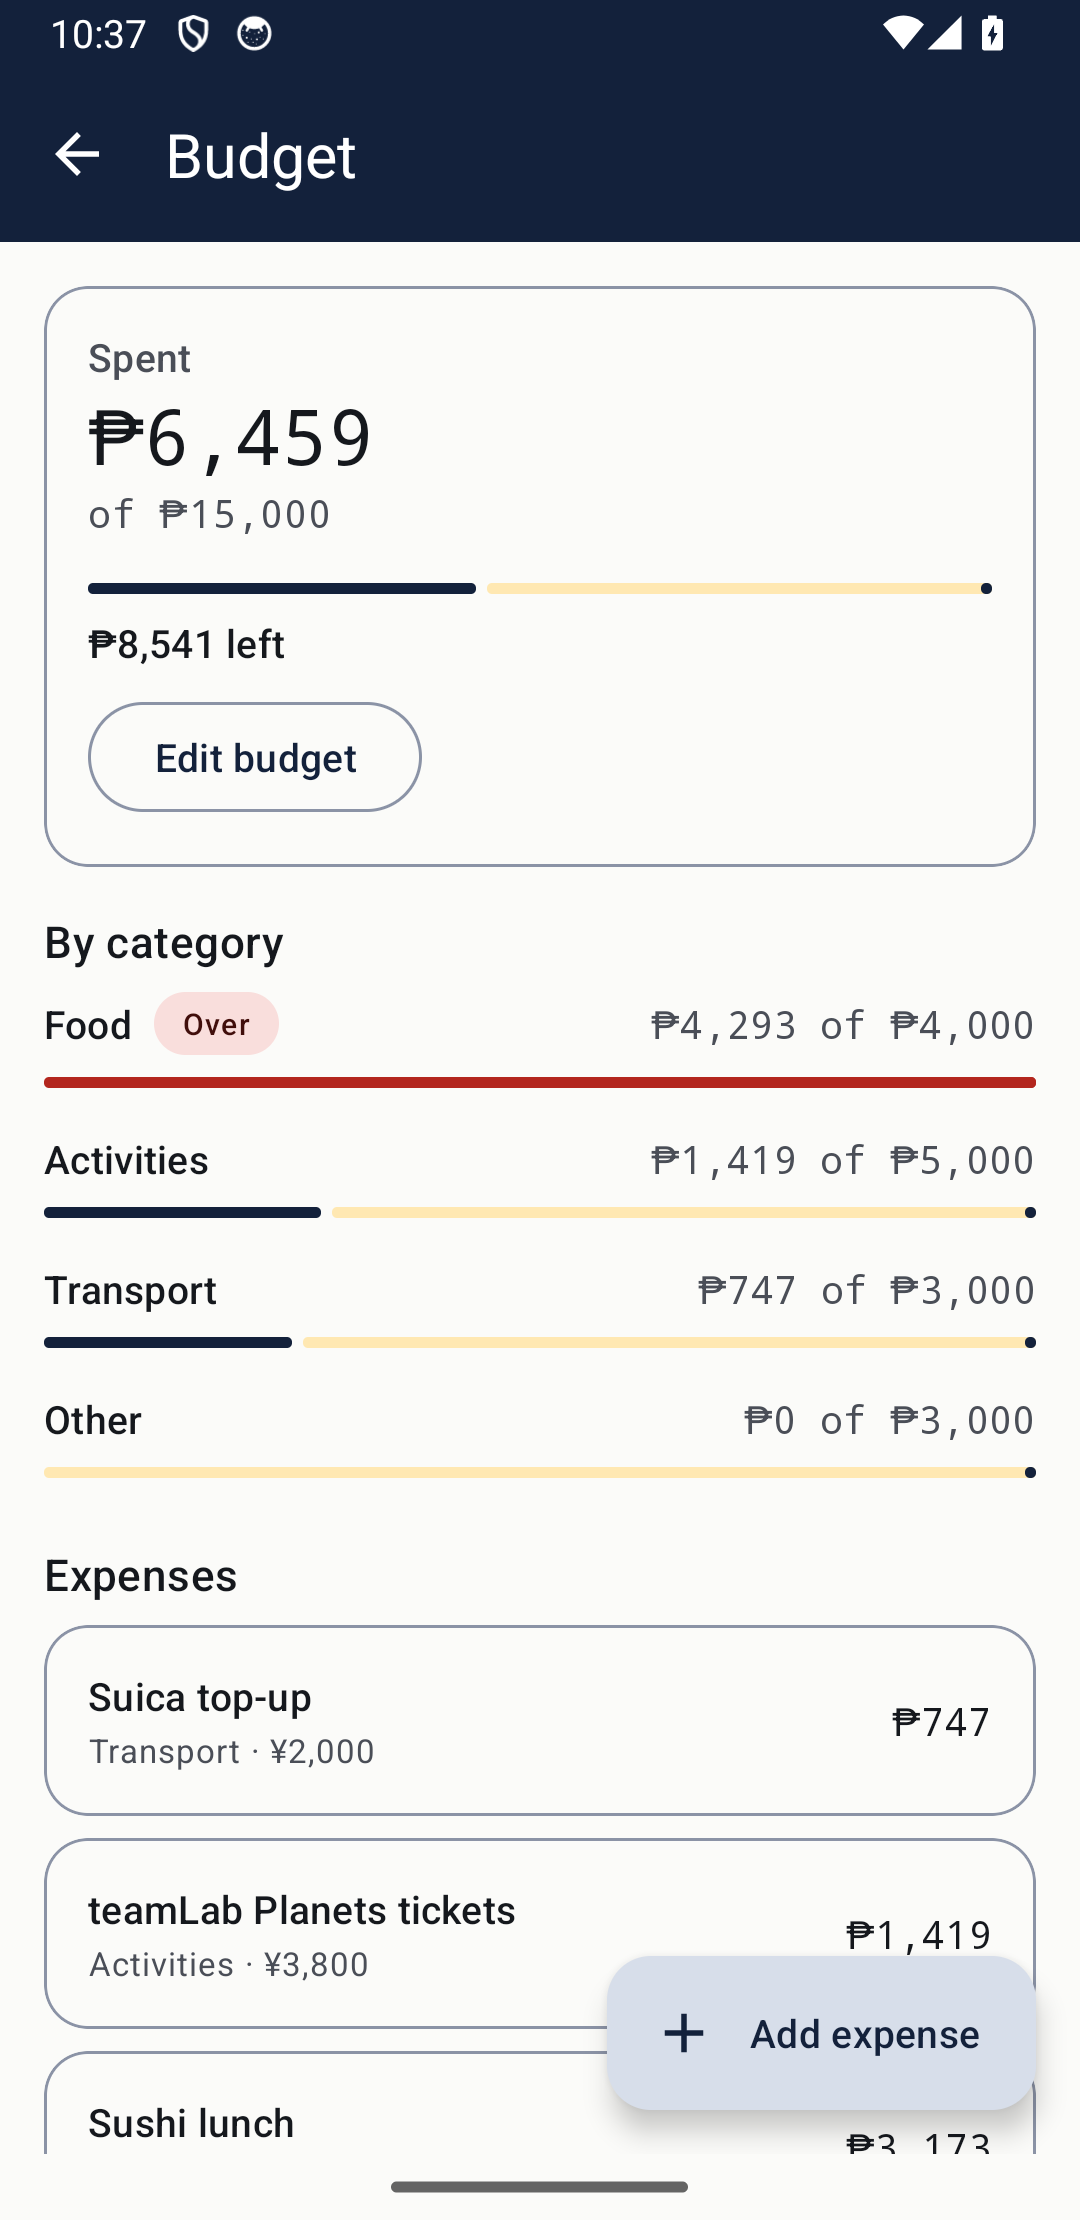 10:37
Budget
Spent
₱6,459
of ₱15,000
₱8,541 left
Edit budget
By category
Food Over ₱4,293 of ₱4,000
Activities ₱1,419 of ₱5,000
Transport ₱747 of ₱3,000
Other ₱0 of ₱3,000
Expenses
Suica top-up
₱747
Transport · ¥2,000
teamLab Planets tickets
₱1,419
Activities · ¥3,800
Add expense
Sushi lunch
₱3,173